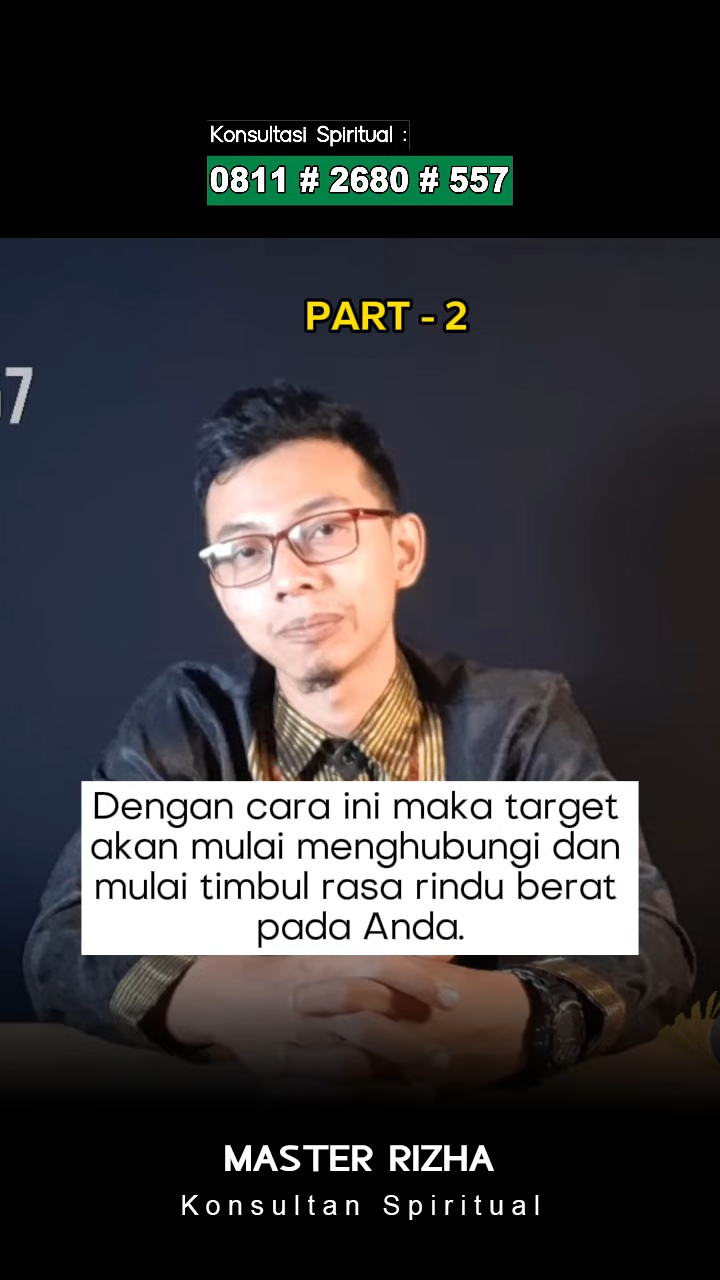 Konsultasi Spiritual :
0811 # 2680 # 557
PART - 2
7
Dengan cara ini maka target
akan mulai menghubungi dan
mulai timbul rasa rindu berat
pada Anda.
MASTER RIZHA
Konsultan Spiritual